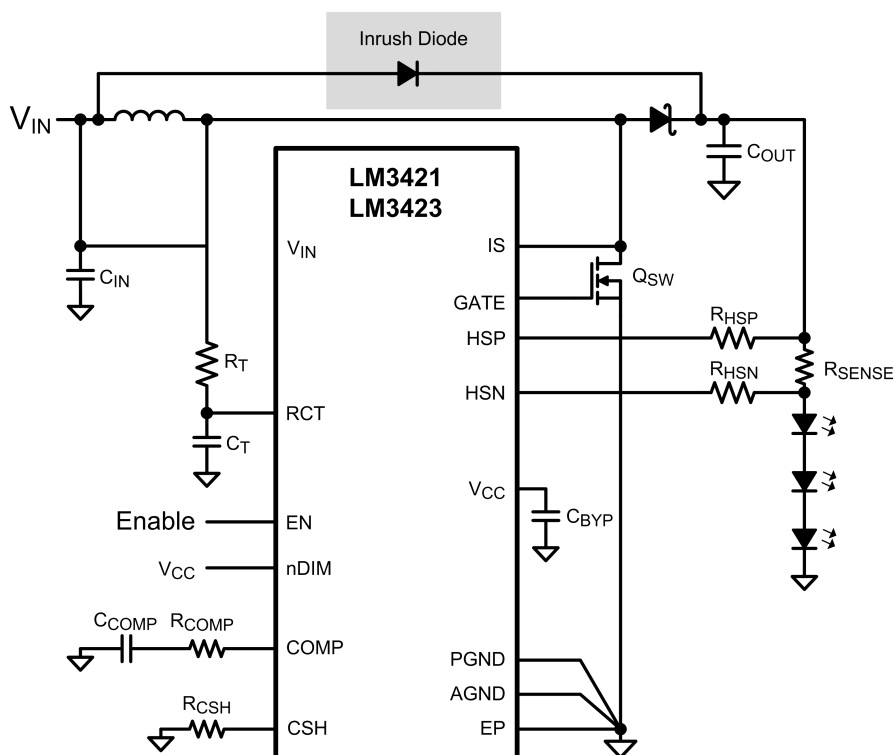 Inrush Diode
VIN
COUT
LM3421
LM3423
VIN
IS
CIN
QSW
GATE
RHSP
HSP
RT
RHSN
RSENSE
HSN
RCT
CT
VCC
CBYP
Enable
EN
VCC
nDIM
CCOMP
RCOMP
COMP
PGND
AGND
RCSH
CSH
EP